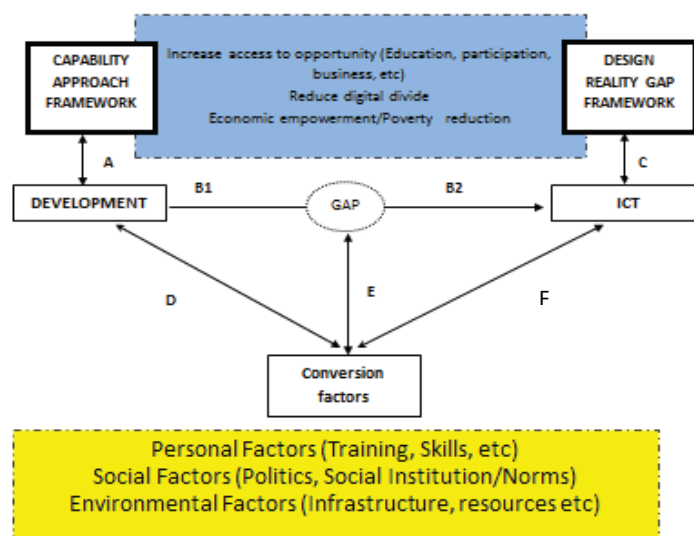 CAPABILITY
APPROACH
FRAMEWORK
Increase access to opportunity (Education, participation,
business, etc)
Reduce digital divide
Economic empowerment/Poverty reduction
DESIGN
REALITY GAP
FRAMEWORK
A
C
DEVELOPMENT
B1
GAP
B2
ICT
D
E
F
Conversion
factors
Personal Factors (Training, Skills, etc)
Social Factors (Politics, Social Institution/Norms)
Environmental Factors (Infrastructure, resources etc)